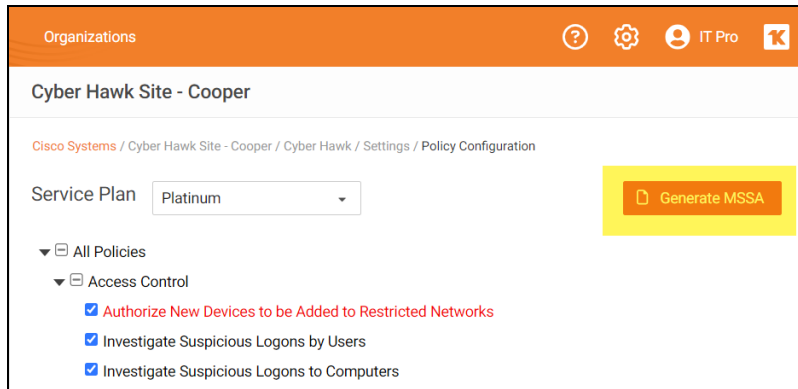 Organizations
? IT Pro K
Cyber Hawk Site - Cooper
Cisco Systems / Cyber Hawk Site - Cooper / Cyber Hawk / Settings / Policy Configuration
Service Plan Platinum Generate MSSA
All Policies
Access Control
Authorize New Devices to be Added to Restricted Networks
Investigate Suspicious Logons by Users
Investigate Suspicious Logons to Computers